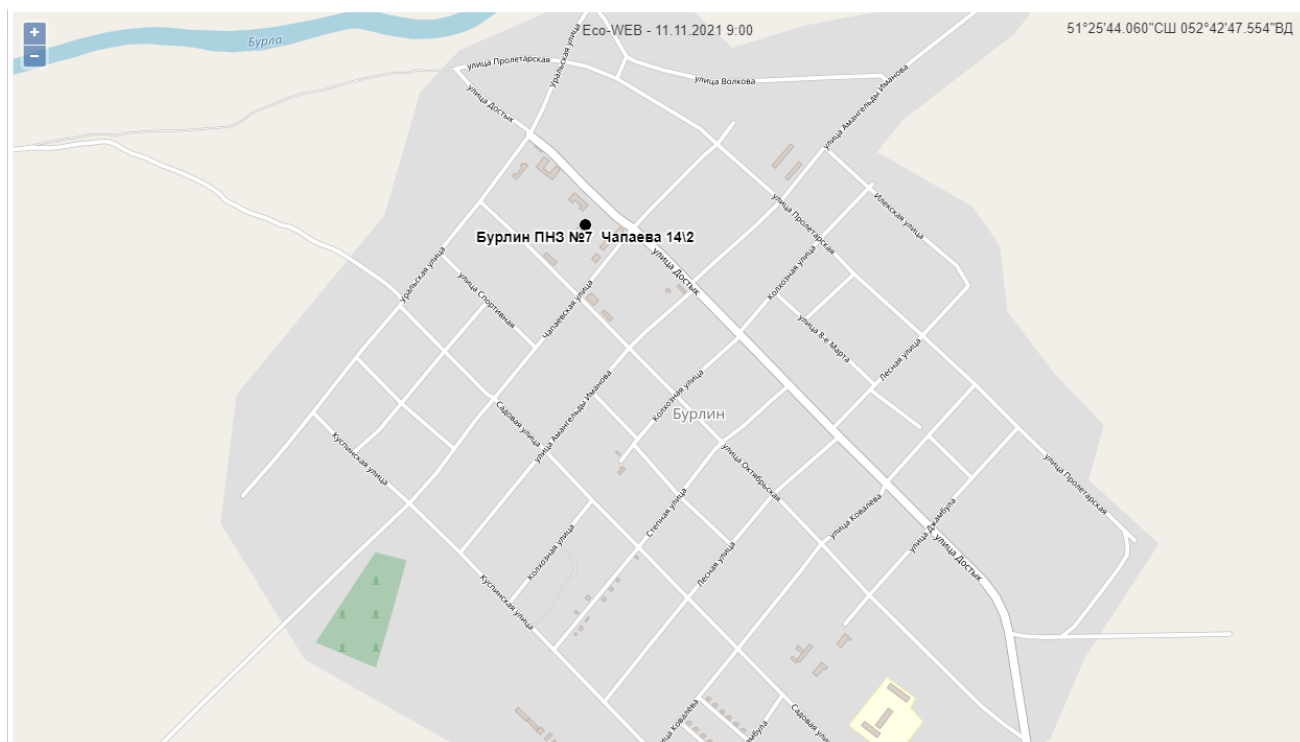 +
−
Бурла
Eco-WEB - 11.11.2021 9:00
51°25'44.060"СШ 052°42'47.554"ВД
Уральская улица
улица Пролетарская
улица Волкова
улица Достык
улица Амангельды Иманова
улица Пролетарская
Илекская улица
Бурлин ПНЗ №7 Чапаева 14\2
улица Достык
Колхозная улица
Уральская улица
улица Спортивная
Чапаевская улица
улица 8-е Марта
Лесная улица
Колхозная улица
улица Амангельды Иманова
Садовая улица
Бурлин
Куспинская улица
улица Октябрьская
улица Пролетарская
Степная улица
улица Ковалёва
улица Джамбула
улица Достык
Колхозная улица
Лесная улица
Куспинская улица
улица Ковалёва
Садовая ули